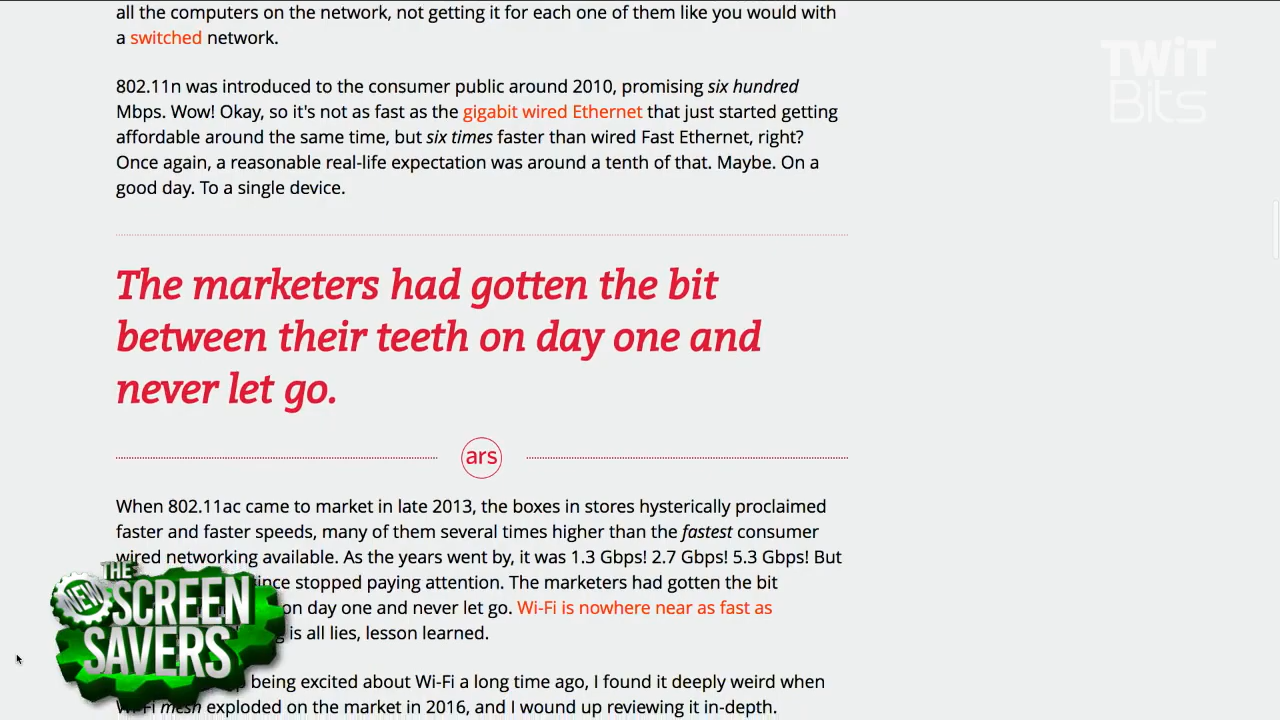 all the computers on the network, not getting it for each one of them like you would with
a switched network.
TWiT
Bits
802.11n was introduced to the consumer public around 2010, promising six hundred
Mbps. Wow! Okay, so it's not as fast as the gigabit wired Ethernet that just started getting
affordable around the same time, but six times faster than wired Fast Ethernet, right?
Once again, a reasonable real-life expectation was around a tenth of that. Maybe. On a
good day. To a single device.
The marketers had gotten the bit
between their teeth on day one and
never let go.
ars
When 802.11ac came to market in late 2013, the boxes in stores hysterically proclaimed
faster and faster speeds, many of them several times higher than the fastest consumer
wired networking available. As the years went by, it was 1.3 Gbps! 2.7 Gbps! 5.3 Gbps! But
since stopped paying attention. The marketers had gotten the bit
on day one and never let go. Wi-Fi is nowhere near as fast as
is all lies, lesson learned.
being excited about Wi-Fi a long time ago, I found it deeply weird when
mesh exploded on the market in 2016, and I wound up reviewing it in-depth.
THE
NEW
SCREEN
SAVERS